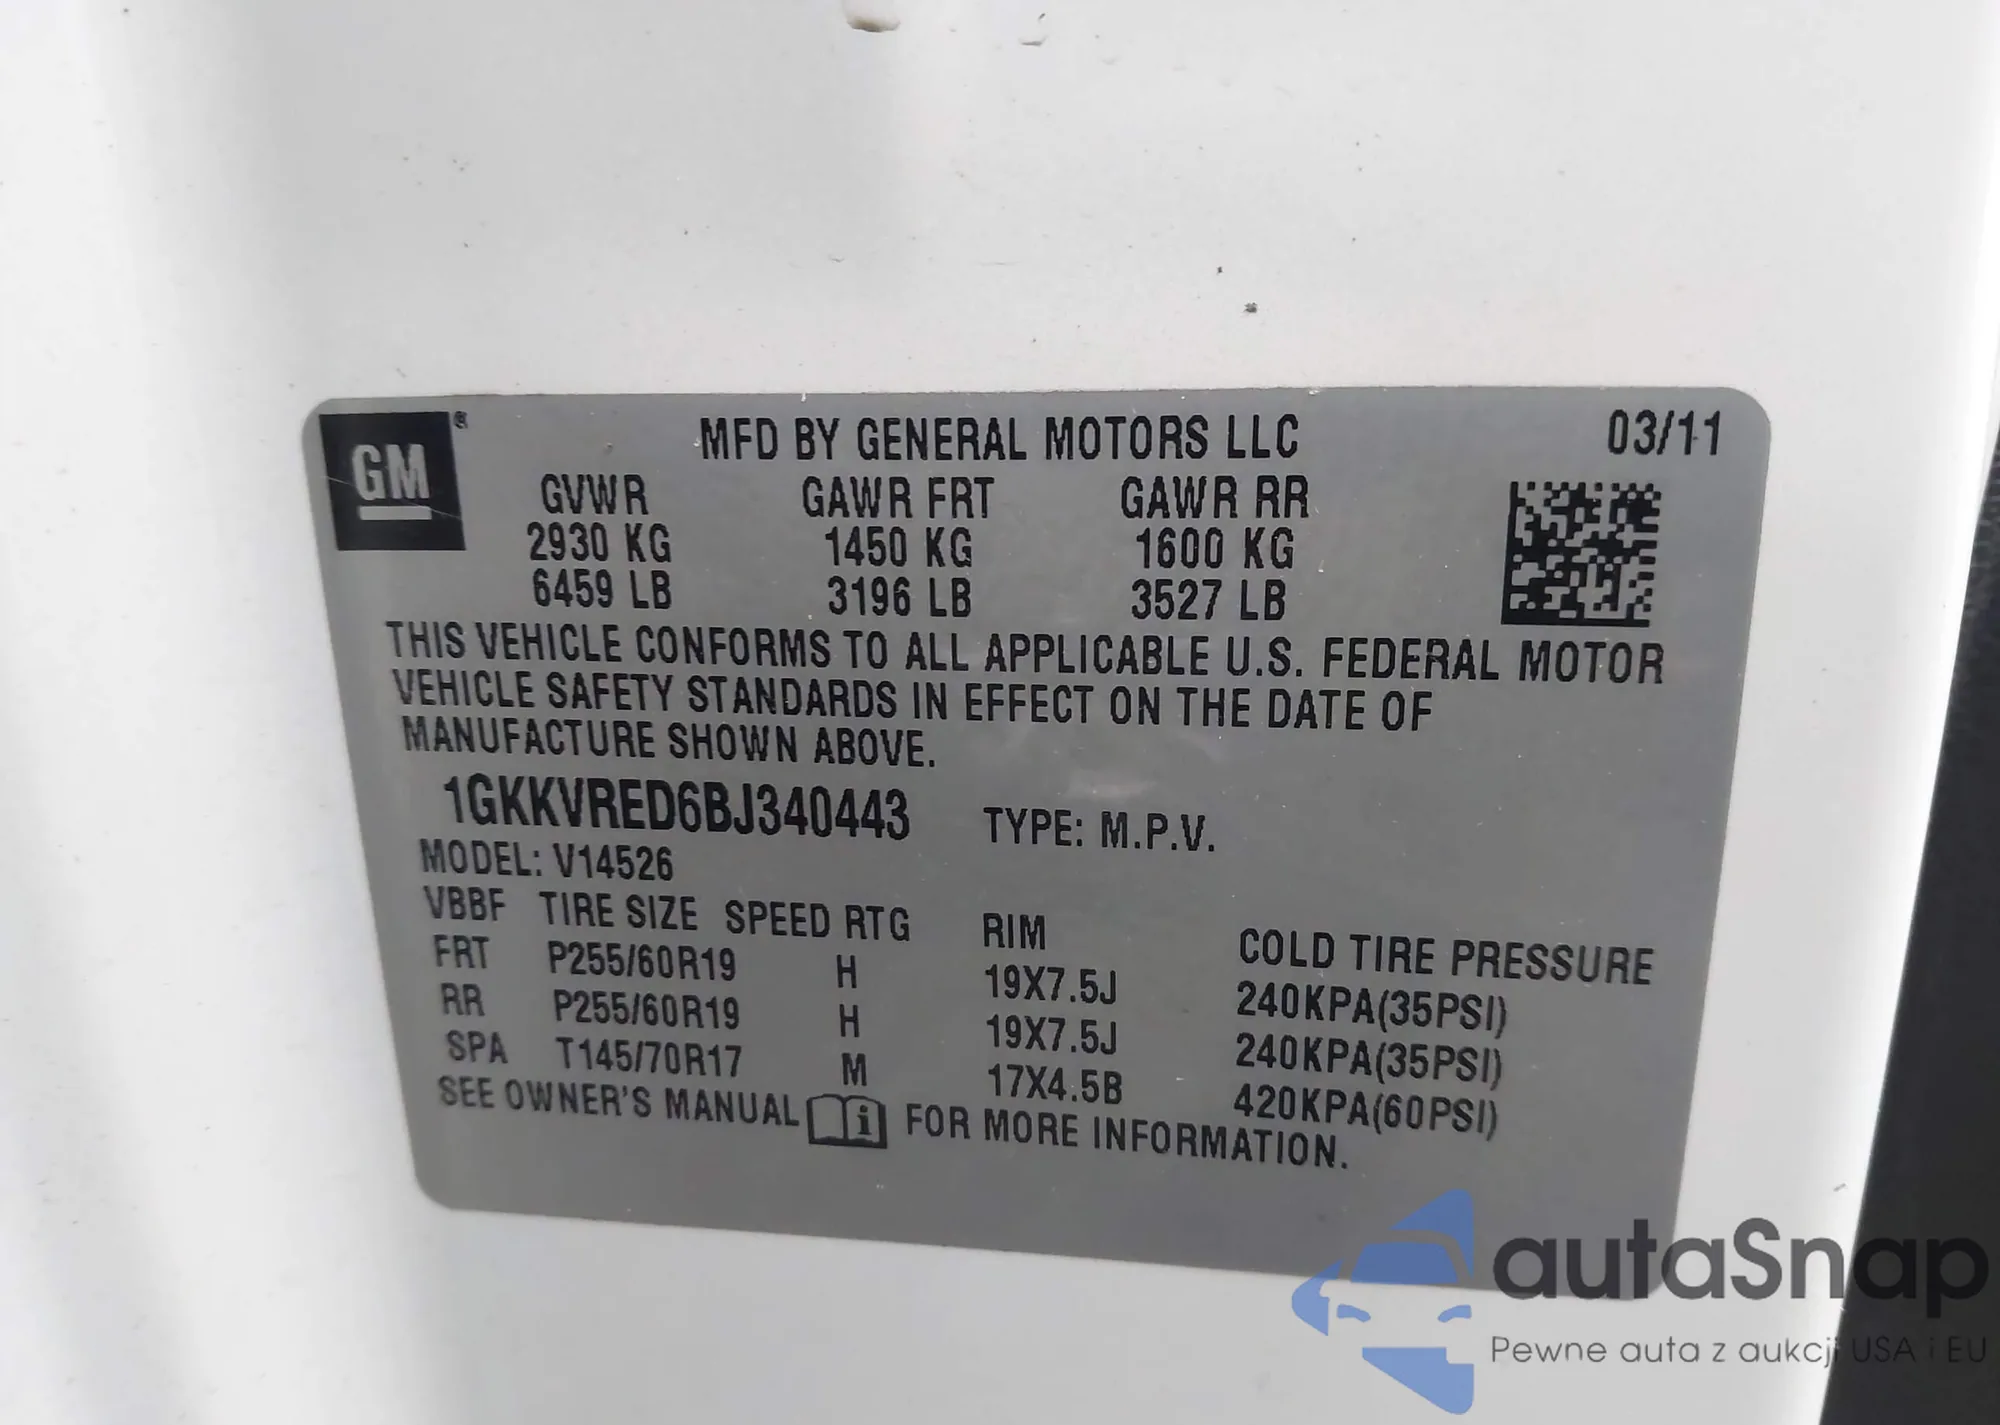 GM ®
MFD BY GENERAL MOTORS LLC 03/11
GVWR GAWR FRT GAWR RR
2930 KG 1450 KG 1600 KG
6459 LB 3196 LB 3527 LB
THIS VEHICLE CONFORMS TO ALL APPLICABLE U.S. FEDERAL MOTOR
VEHICLE SAFETY STANDARDS IN EFFECT ON THE DATE OF
MANUFACTURE SHOWN ABOVE.
1GKKVRED6BJ340443 TYPE: M.P.V.
MODEL: V14526
VBBF TIRE SIZE SPEED RTG RIM COLD TIRE PRESSURE
FRT P255/60R19 H 19X7.5J 240KPA(35PSI)
RR P255/60R19 H 19X7.5J 240KPA(35PSI)
SPA T145/70R17 M 17X4.5B 420KPA(60PSI)
SEE OWNER'S MANUAL i FOR MORE INFORMATION.
autaSnap
Pewne auta z aukcji USA i EU